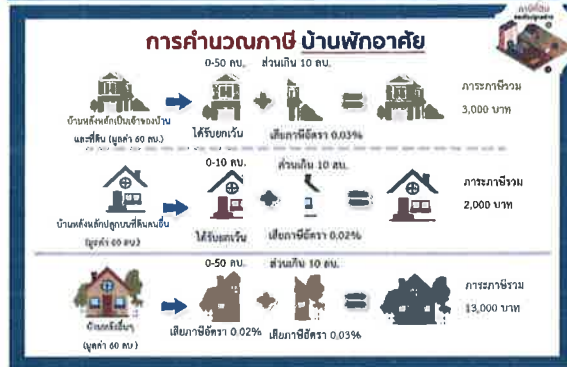 ภาษีที่ดิน
การคำนวณภาษี บ้านพักอาศัย
0-50 ลบ. ส่วนเกิน 10 ลบ.
บ้านหลังหลักเป็นเจ้าของบ้าน
และที่ดิน (มูลค่า 60 ลบ.)
ได้รับยกเว้น
เสียภาษีอัตรา 0.03%
ภาระภาษีรวม
3,000 บาท
0-10 ลบ. ส่วนเกิน 10 ลบ.
บ้านหลังหลักปลูกบนที่ดินคนอื่น
(มูลค่า 60 ลบ.)
ได้รับยกเว้น
เสียภาษีอัตรา 0.02%
ภาระภาษีรวม
2,000 บาท
0-50 ลบ. ส่วนเกิน 10 ลบ.
บ้านหลังอื่นๆ
(มูลค่า 60 ลบ.)
เสียภาษีอัตรา 0.02%
เสียภาษีอัตรา 0.03%
ภาระภาษีรวม
13,000 บาท